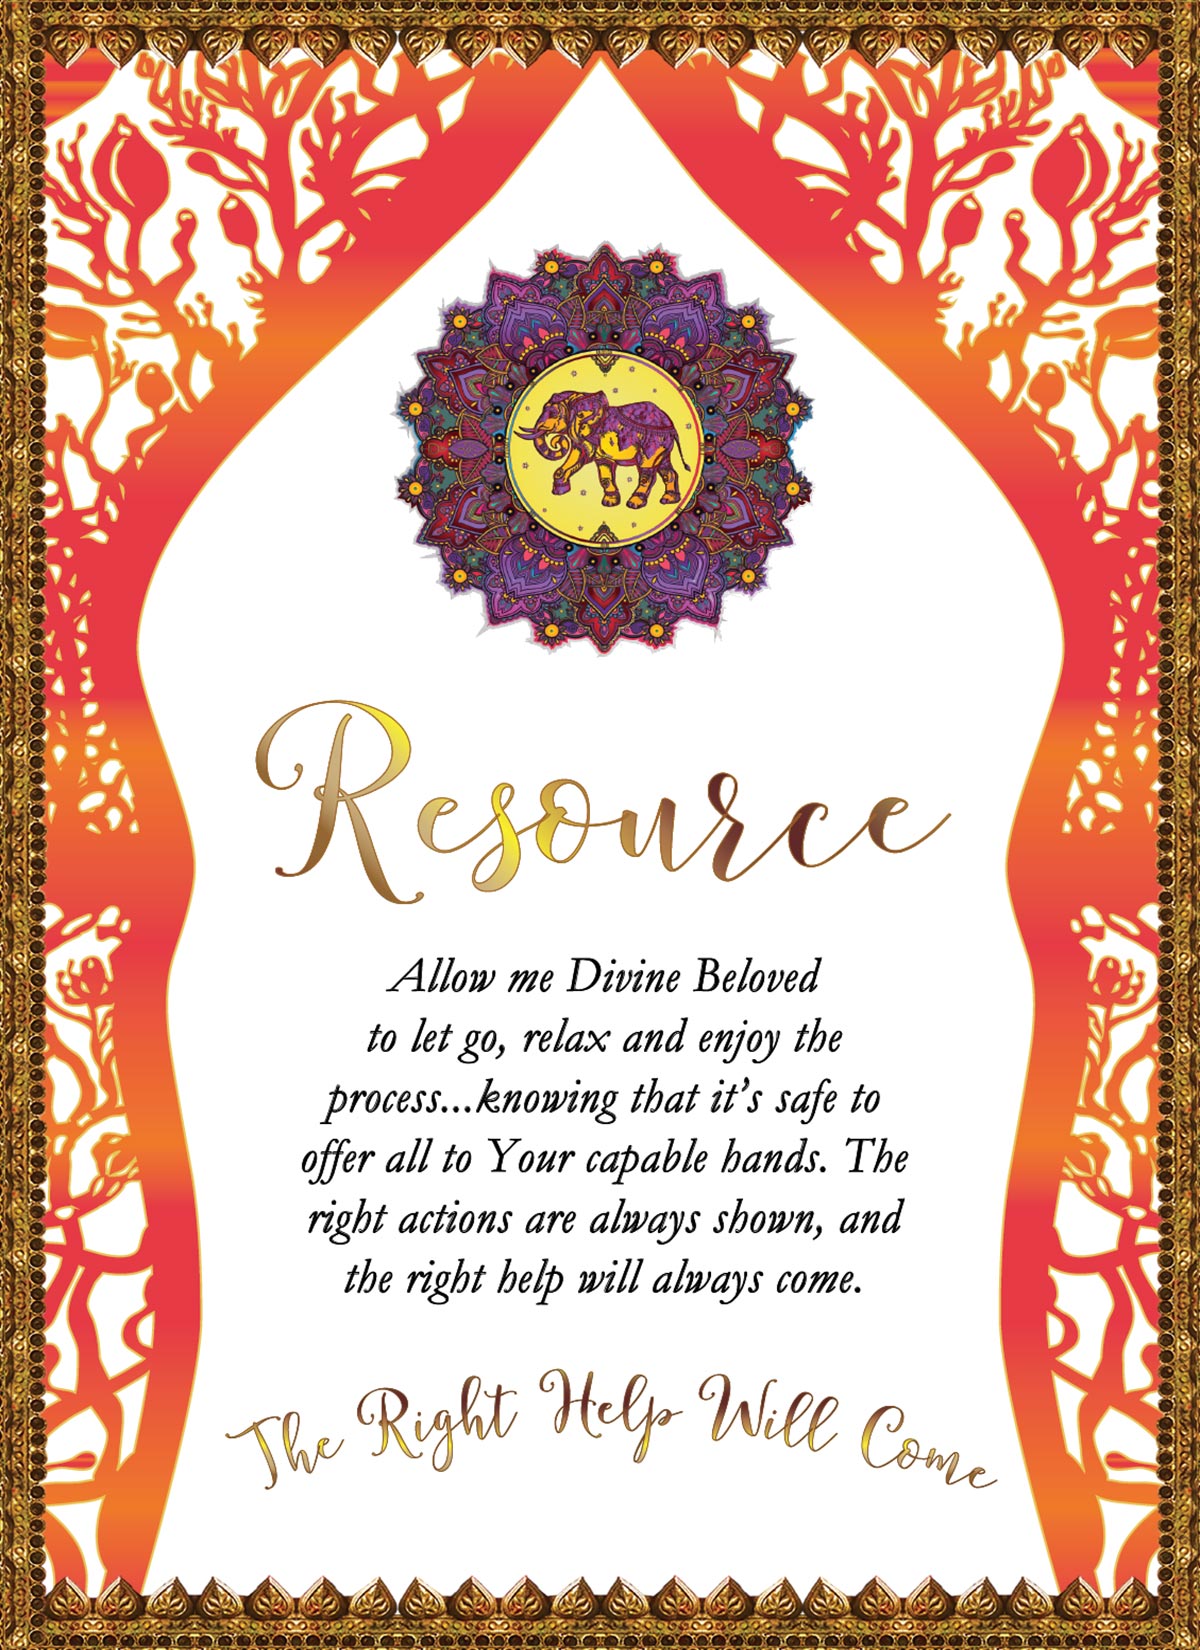 Resource
Allow me Divine Beloved
to let go, relax and enjoy the
process...knowing that it's safe to
offer all to Your capable hands. The
right actions are always shown, and
the right help will always come.
The Right Help Will Come